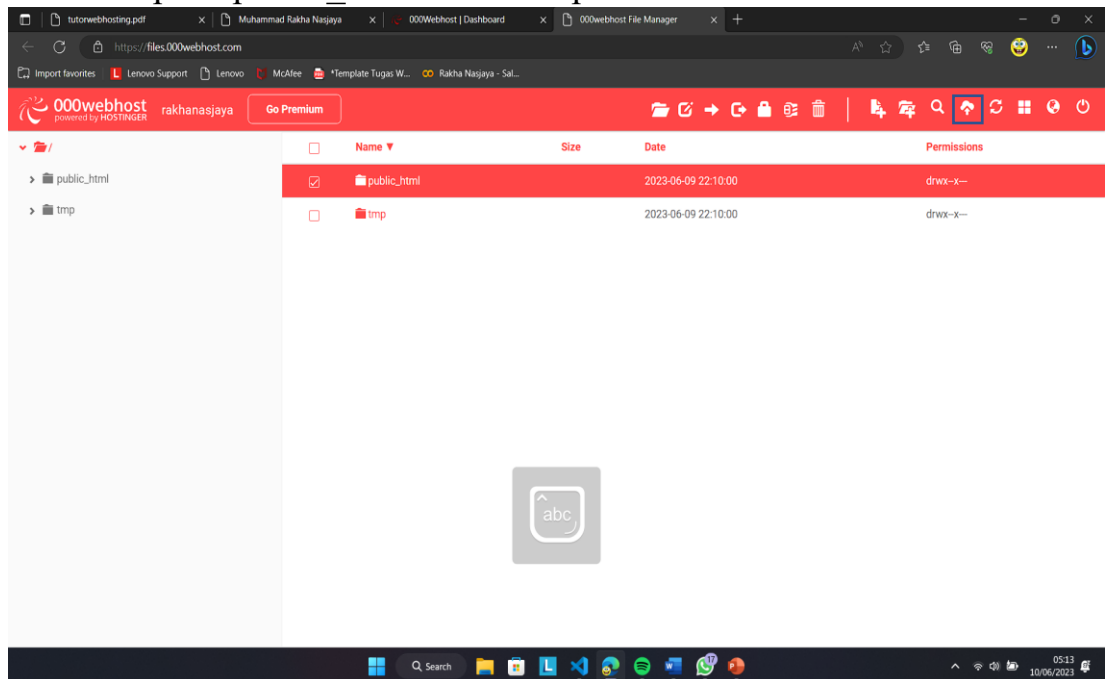 tutorwebhosting.pdf
Muhammad Rakha Nasjaya
000Webhost | Dashboard
000webhost File Manager
https://files.000webhost.com
Import favorites
Lenovo Support
Lenovo
McAfee
*Template Tugas W...
Rakha Nasjaya - Sal...
000webhost
powered by HOSTINGER
rakhanasjaya
Go Premium
/
public_html
tmp
Name ▼ Size Date Permissions
public_html 2023-06-09 22:10:00 drwx--x---
tmp 2023-06-09 22:10:00 drwx--x---
abc
Search
17
05:13
10/06/2023